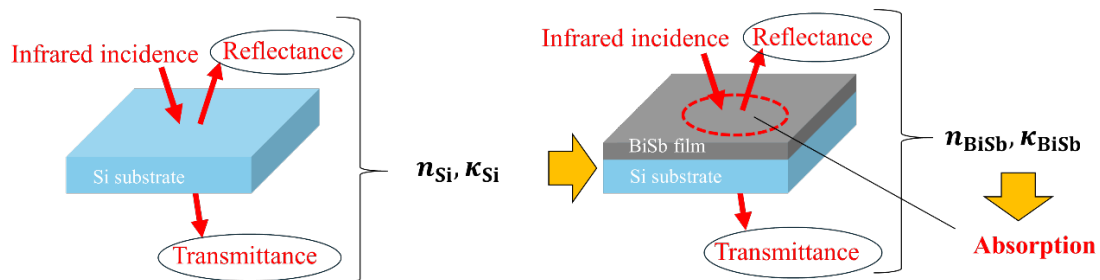 Infrared incidence
Reflectance
Si substrate
Transmittance
n_Si, κ_Si
Infrared incidence
Reflectance
BiSb film
Si substrate
Transmittance
n_BiSb, κ_BiSb
Absorption